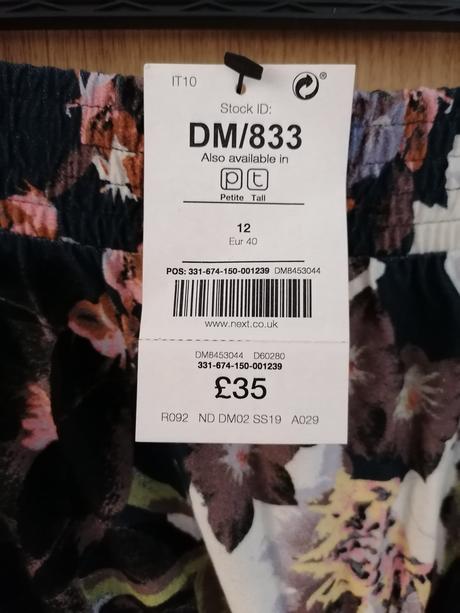 IT10
®
Stock ID:
DM/833
Also available in
p t
Petite Tall
12
Eur 40
POS: 331-674-150-001239 DM8453044
www.next.co.uk
DM8453044 D60280
331-674-150-001239
£35
R092 ND DM02 SS19 A029